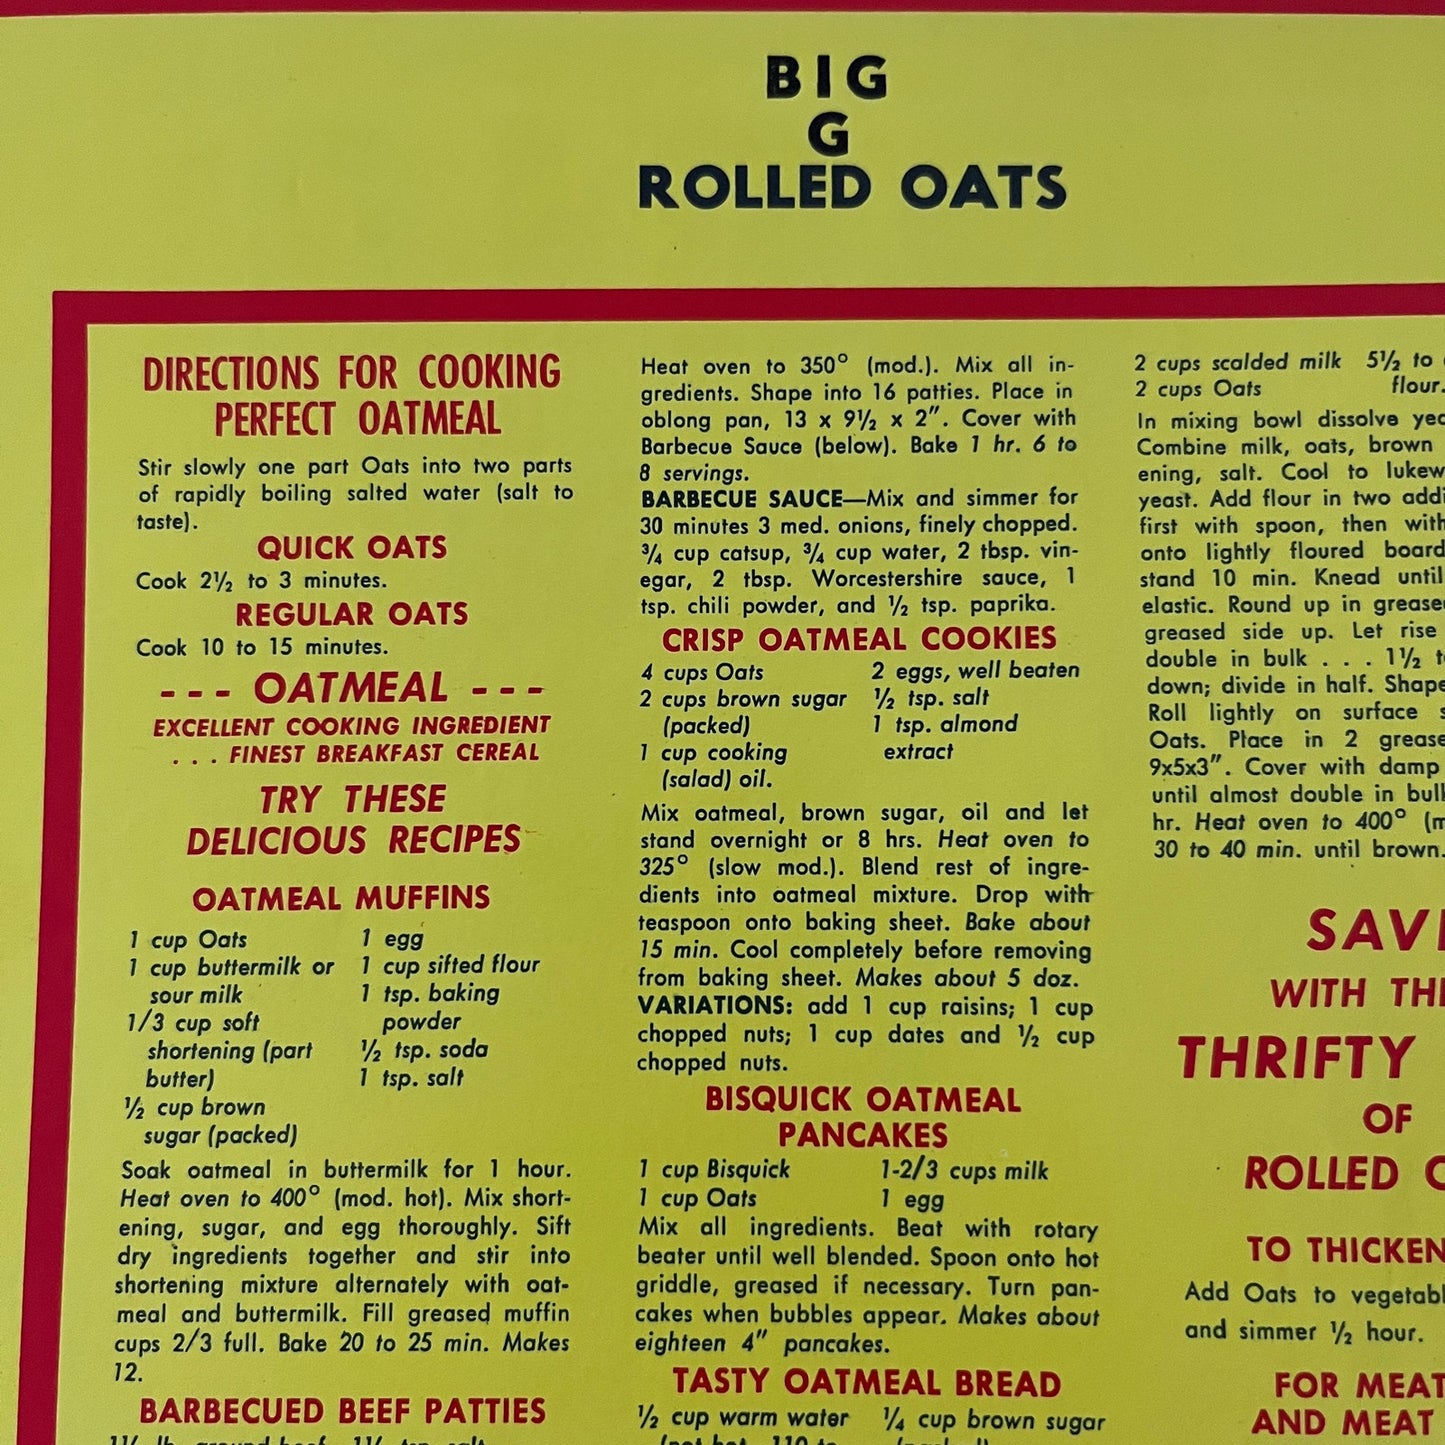 BIG
G
ROLLED OATS
DIRECTIONS FOR COOKING
PERFECT OATMEAL
Stir slowly one part Oats into two parts
of rapidly boiling salted water (salt to
taste).
QUICK OATS
Cook 2½ to 3 minutes.
REGULAR OATS
Cook 10 to 15 minutes.
--- OATMEAL ---
EXCELLENT COOKING INGREDIENT
. . . FINEST BREAKFAST CEREAL
TRY THESE
DELICIOUS RECIPES
OATMEAL MUFFINS
1 cup Oats 1 egg
1 cup buttermilk or 1 cup sifted flour
sour milk 1 tsp. baking
1/3 cup soft powder
shortening (part ½ tsp. soda
butter) 1 tsp. salt
½ cup brown
sugar (packed)
Soak oatmeal in buttermilk for 1 hour.
Heat oven to 400° (mod. hot). Mix short-
ening, sugar, and egg thoroughly. Sift
dry ingredients together and stir into
shortening mixture alternately with oat-
meal and buttermilk. Fill greased muffin
cups 2/3 full. Bake 20 to 25 min. Makes
12.
BARBECUED BEEF PATTIES
Heat oven to 350° (mod.). Mix all in-
gredients. Shape into 16 patties. Place in
oblong pan, 13 x 9½ x 2". Cover with
Barbecue Sauce (below). Bake 1 hr. 6 to
8 servings.
BARBECUE SAUCE—Mix and simmer for
30 minutes 3 med. onions, finely chopped.
¾ cup catsup, ¾ cup water, 2 tbsp. vin-
egar, 2 tbsp. Worcestershire sauce, 1
tsp. chili powder, and ½ tsp. paprika.
CRISP OATMEAL COOKIES
4 cups Oats 2 eggs, well beaten
2 cups brown sugar ½ tsp. salt
(packed) 1 tsp. almond
1 cup cooking extract
(salad) oil.
Mix oatmeal, brown sugar, oil and let
stand overnight or 8 hrs. Heat oven to
325° (slow mod.). Blend rest of ingre-
dients into oatmeal mixture. Drop with
teaspoon onto baking sheet. Bake about
15 min. Cool completely before removing
from baking sheet. Makes about 5 doz.
VARIATIONS: add 1 cup raisins; 1 cup
chopped nuts; 1 cup dates and ½ cup
chopped nuts.
BISQUICK OATMEAL
PANCAKES
1 cup Bisquick 1-2/3 cups milk
1 cup Oats 1 egg
Mix all ingredients. Beat with rotary
beater until well blended. Spoon onto hot
griddle, greased if necessary. Turn pan-
cakes when bubbles appear. Makes about
eighteen 4" pancakes.
TASTY OATMEAL BREAD
½ cup warm water ¼ cup brown sugar
2 cups scalded milk 5½ to
2 cups Oats flour.
In mixing bowl dissolve
Combine milk, oats, brown
ening, salt. Cool to
yeast. Add flour in two
first with spoon, then with
onto lightly floured board
stand 10 min. Knead until
elastic. Round up in
greased side up. Let rise
double in bulk . . . 1½
down; divide in half. Shape
Roll lightly on surface
Oats. Place in 2
9x5x3". Cover with damp
until almost double in
hr. Heat oven to 400°
30 to 40 min. until brown.
SAV
WITH
THRIFTY
OF
ROLLED
TO THICKEN
Add Oats to
and simmer ½ hour.
FOR MEAT
AND MEAT